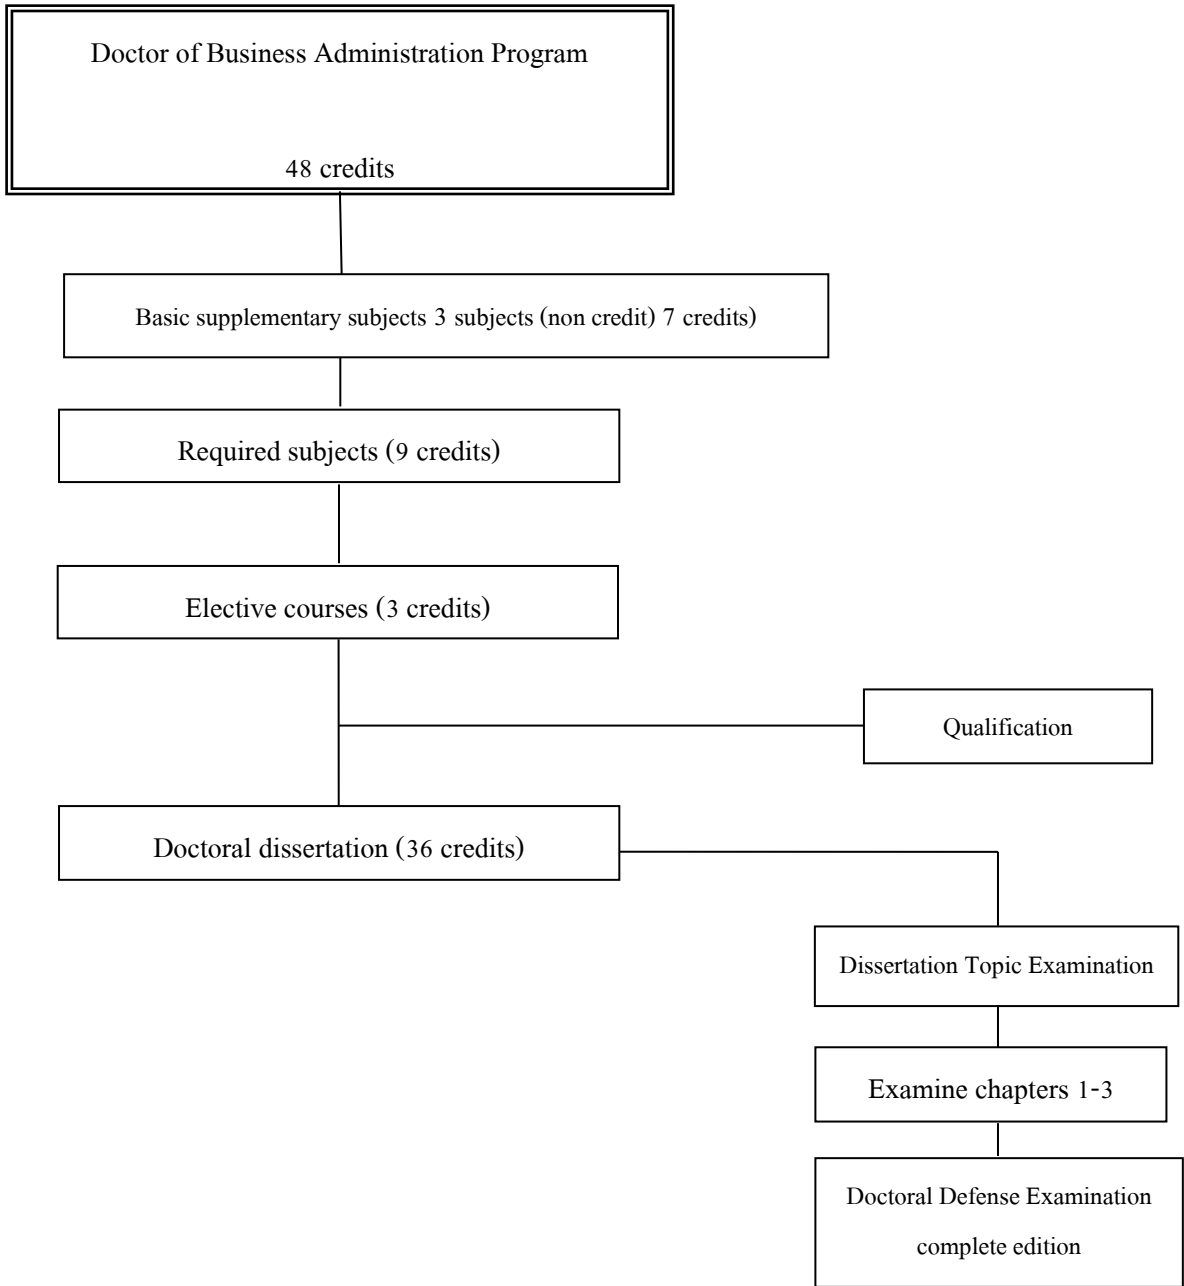 Doctor of Business Administration Program
48 credits
Basic supplementary subjects 3 subjects (non credit) 7 credits)
Required subjects (9 credits)
Elective courses (3 credits)
Qualification
Doctoral dissertation (36 credits)
Dissertation Topic Examination
Examine chapters 1-3
Doctoral Defense Examination
complete edition